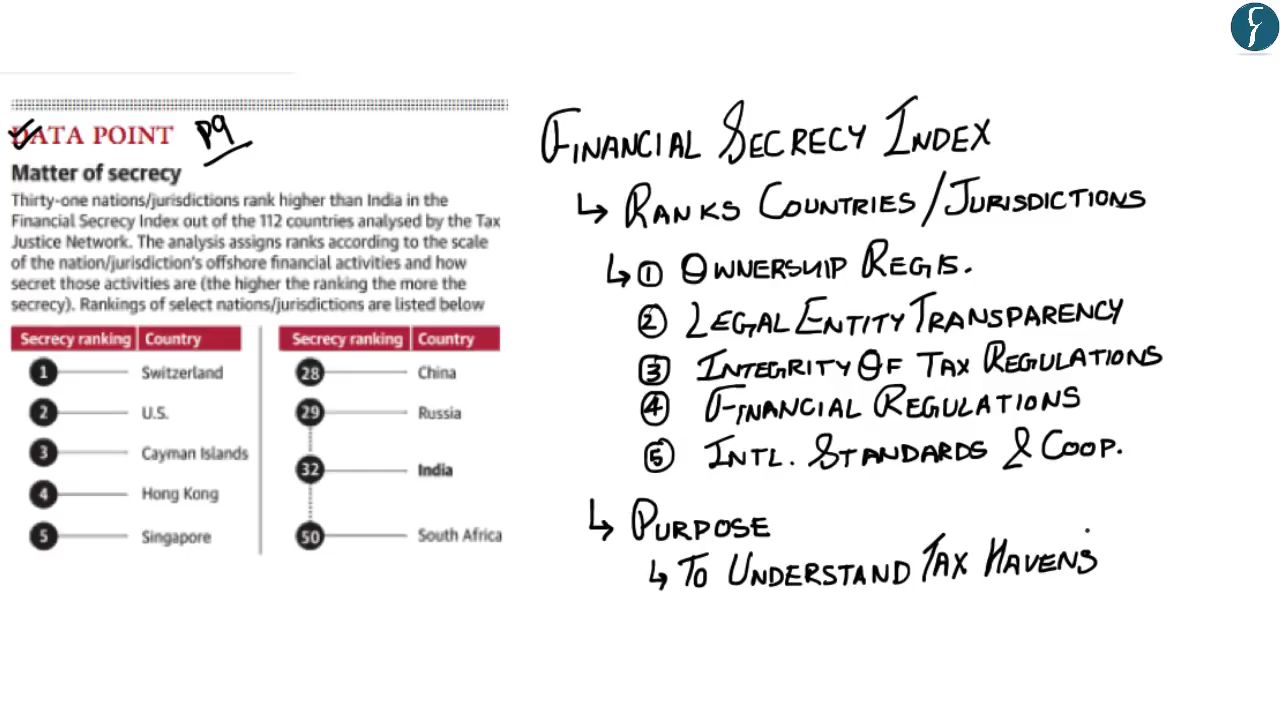 DATA POINT
P9
Matter of secrecy
Thirty-one nations/jurisdictions rank higher than India in the
Financial Secrecy Index out of the 112 countries analysed by the Tax
Justice Network. The analysis assigns ranks according to the scale
of the nation/jurisdiction's offshore financial activities and how
secret those activities are (the higher the ranking the more the
secrecy). Rankings of select nations/jurisdictions are listed below
Secrecy ranking Country
1 Switzerland
2 U.S.
3 Cayman Islands
4 Hong Kong
5 Singapore
Secrecy ranking Country
28 China
29 Russia
32 India
50 South Africa
FINANCIAL SECRECY INDEX
↳ RANKS COUNTRIES/JURISDICTIONS
↳ ① OWNERSHIP REGIS.
② LEGAL ENTITY TRANSPARENCY
③ INTEGRITY OF TAX REGULATIONS
④ FINANCIAL REGULATIONS
⑤ INTL. STANDARDS & COOP.
↳ PURPOSE
↳ TO UNDERSTAND TAX HAVENS